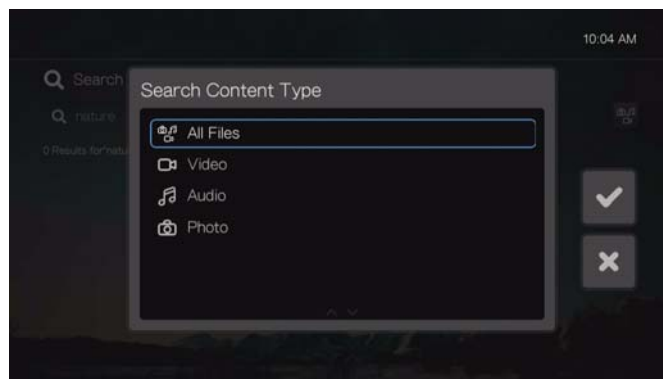 10:04 AM
Search
nature
0 Results for"natu
Search Content Type
All Files
Video
Audio
Photo